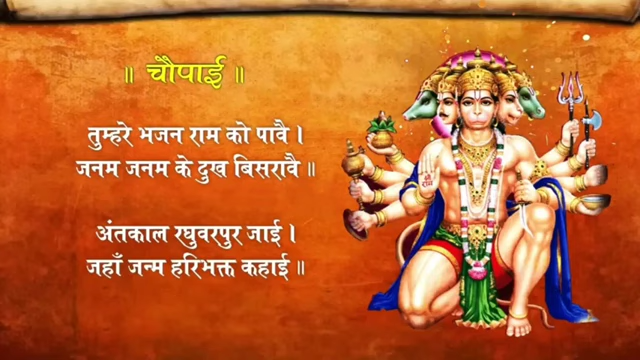 ॥ चौपाई ॥
तुम्हरे भजन राम को पावै ।
जनम जनम के दुख बिसरावै ॥
अंतकाल रघुवरपुर जाई ।
जहाँ जन्म हरिभक्त कहाई ॥
श्री
राम